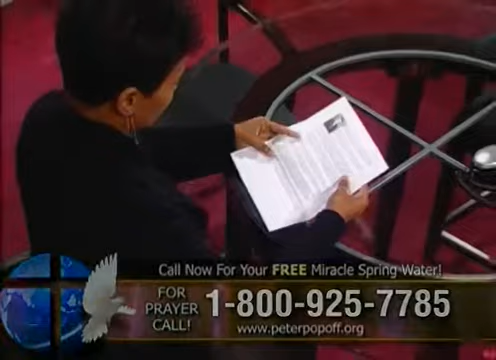 Call Now For Your FREE Miracle Spring Water!
FOR
PRAYER
CALL!
1-800-925-7785
www.peterpopoff.org